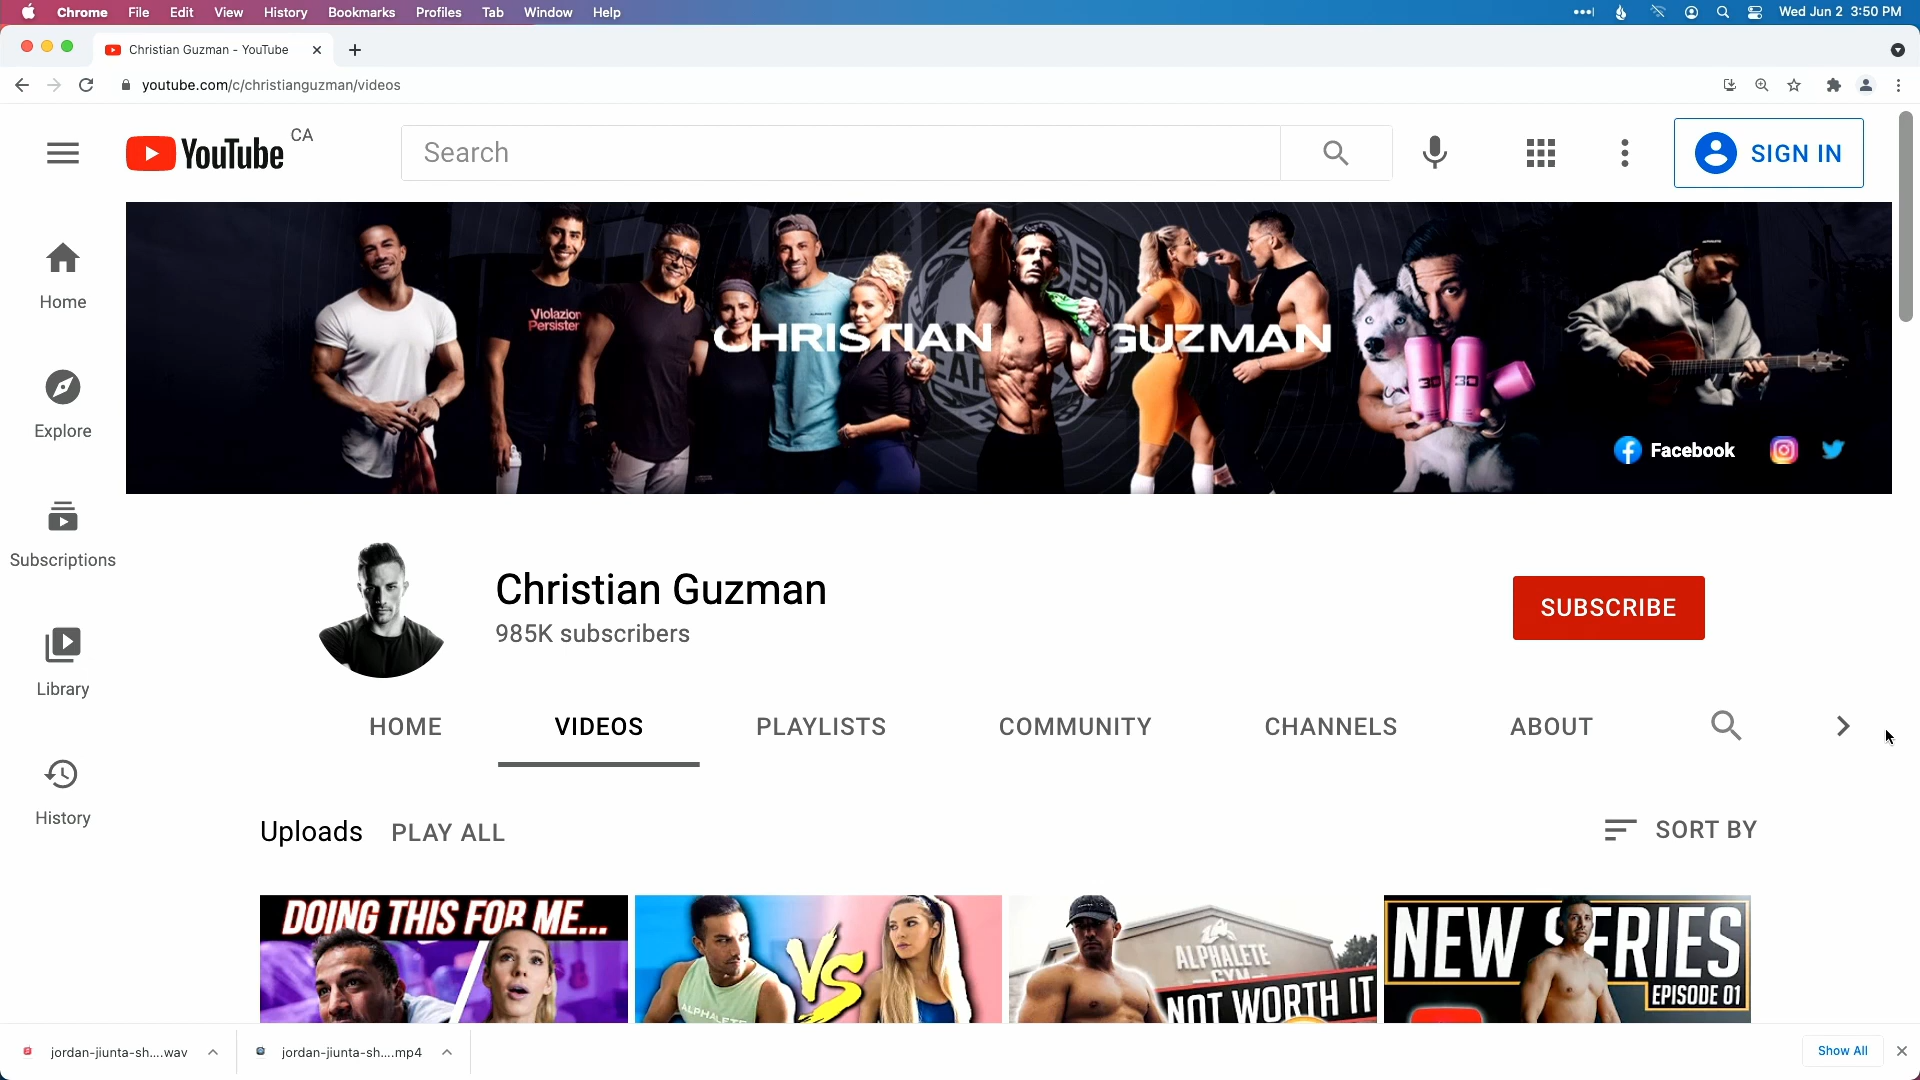 Chrome File Edit View History Bookmarks Profiles Tab Window Help Wed Jun 2 3:50 PM
Christian Guzman - YouTube
youtube.com/c/christianguzman/videos
YouTube CA
Search
SIGN IN
Home
Explore
Subscriptions
Library
History
Violazion
Persister
CHRISTIAN GUZMAN
30 30
Facebook
Christian Guzman
985K subscribers
SUBSCRIBE
HOME VIDEOS PLAYLISTS COMMUNITY CHANNELS ABOUT
Uploads PLAY ALL SORT BY
DOING THIS FOR ME...
VS
ALPHALETE
ALPHALETE
GYM
NOT WORTH IT
NEW SERIES
EPISODE 01
jordan-jiunta-sh....wav jordan-jiunta-sh....mp4 Show All